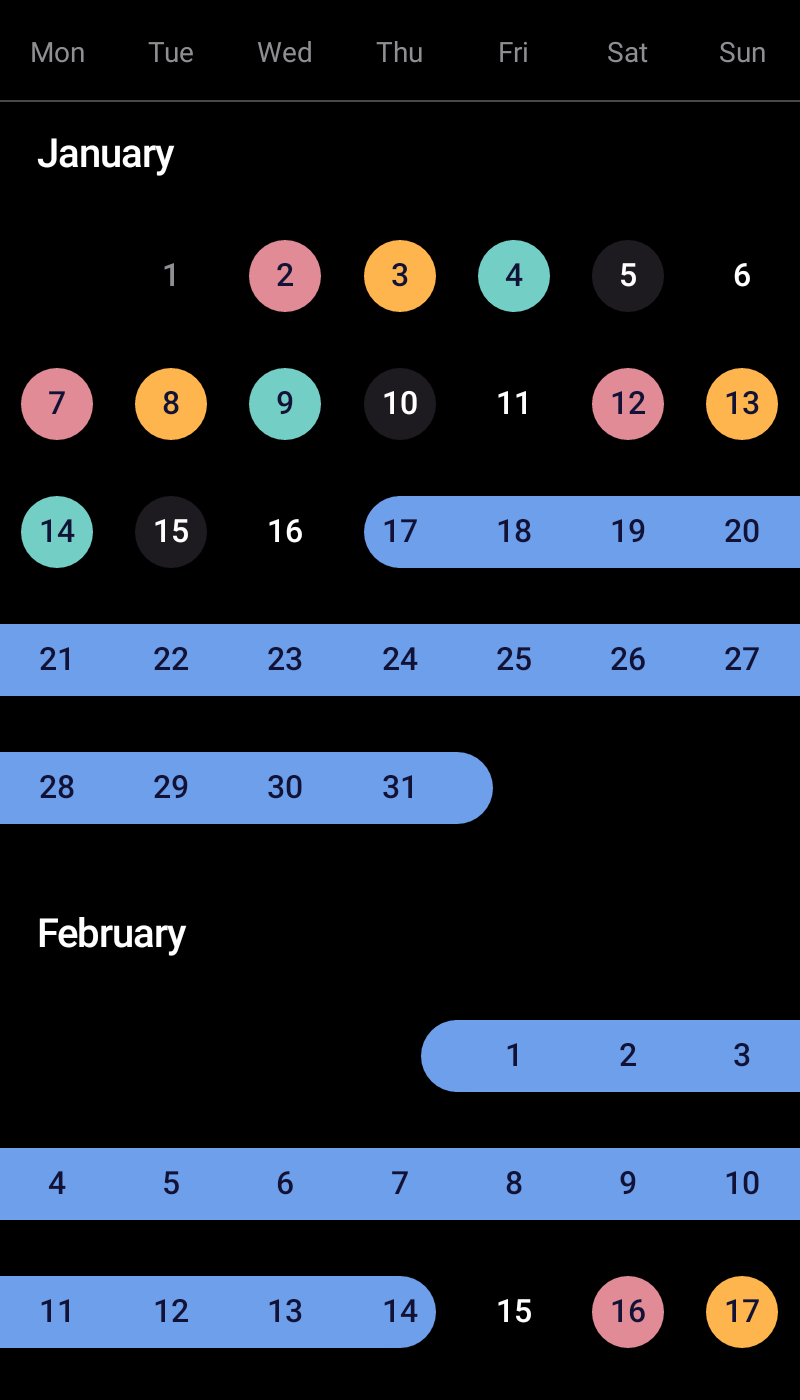 Mon Tue Wed Thu Fri Sat Sun
January
1 2 3 4 5 6
7 8 9 10 11 12 13
14 15 16 17 18 19 20
21 22 23 24 25 26 27
28 29 30 31
February
1 2 3
4 5 6 7 8 9 10
11 12 13 14 15 16 17